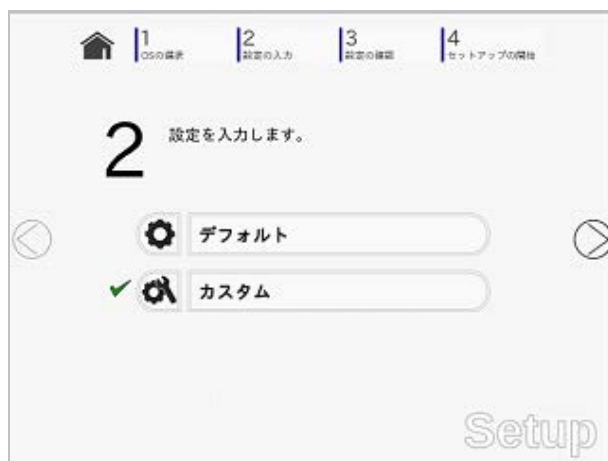 1
OSの選択
2
設定の入力
3
設定の確認
4
セットアップの開始
2
設定を入力します。
デフォルト
カスタム
Setup